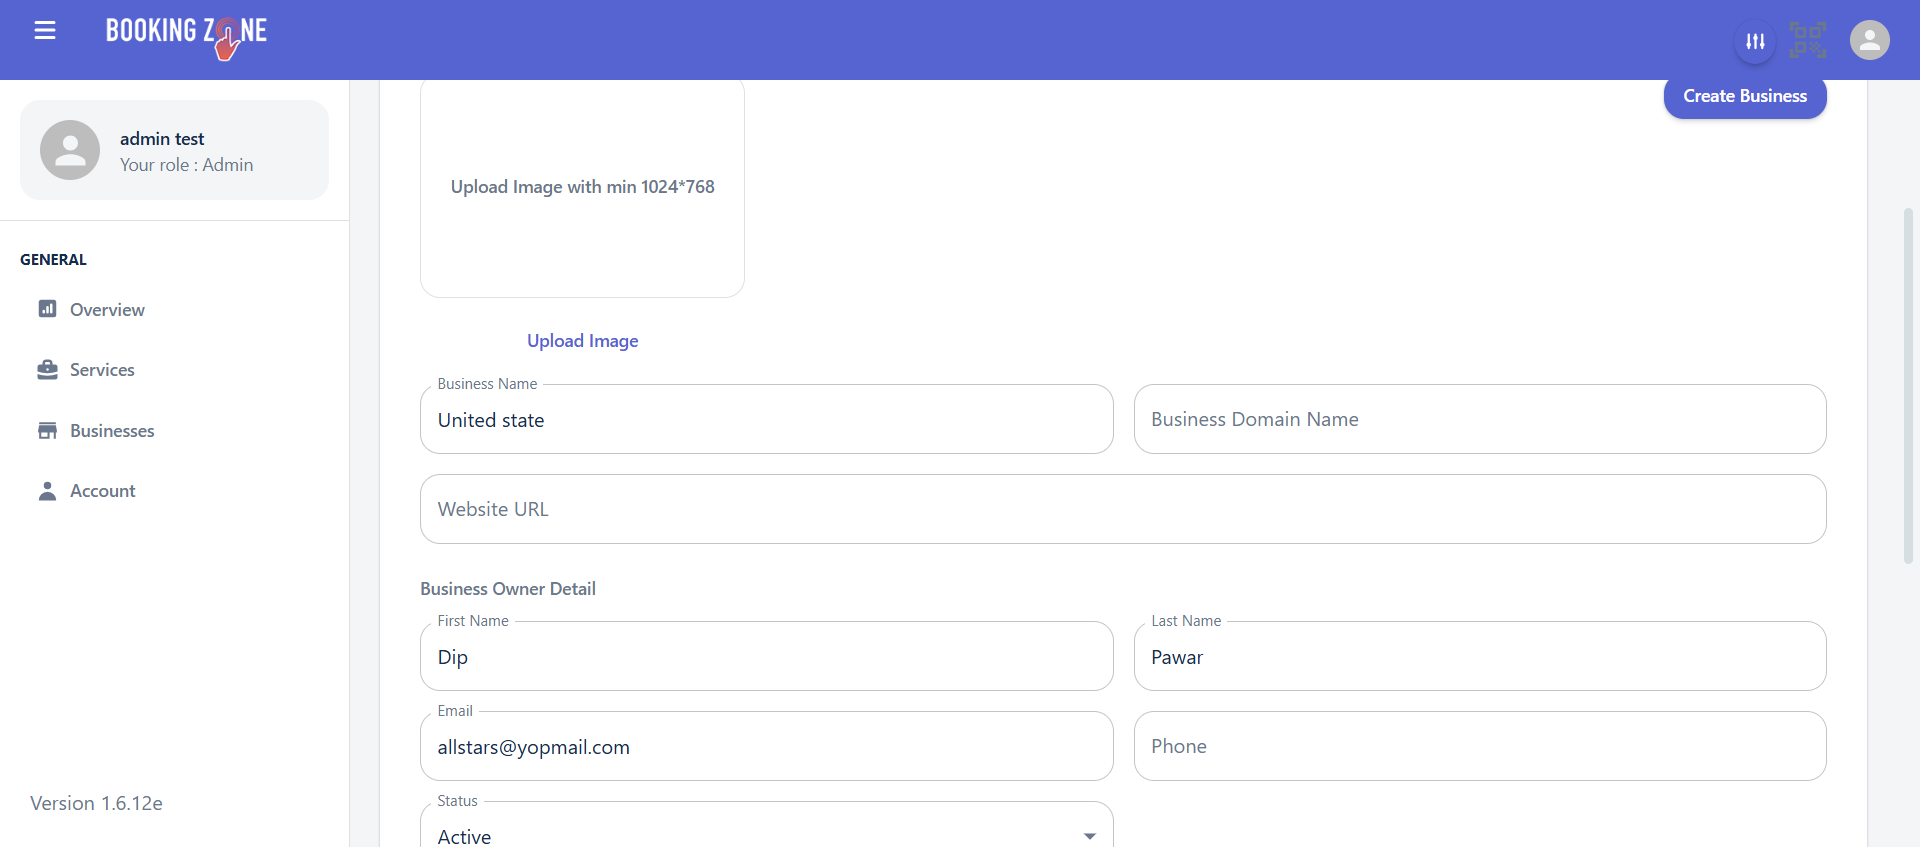 BOOKING ZONE
Create Business
admin test
Your role : Admin
GENERAL
Overview
Services
Businesses
Account
Version 1.6.12e
Upload Image with min 1024*768
Upload Image
Business Name
United state
Business Domain Name
Website URL
Business Owner Detail
First Name
Dip
Last Name
Pawar
Email
allstars@yopmail.com
Phone
Status
Active